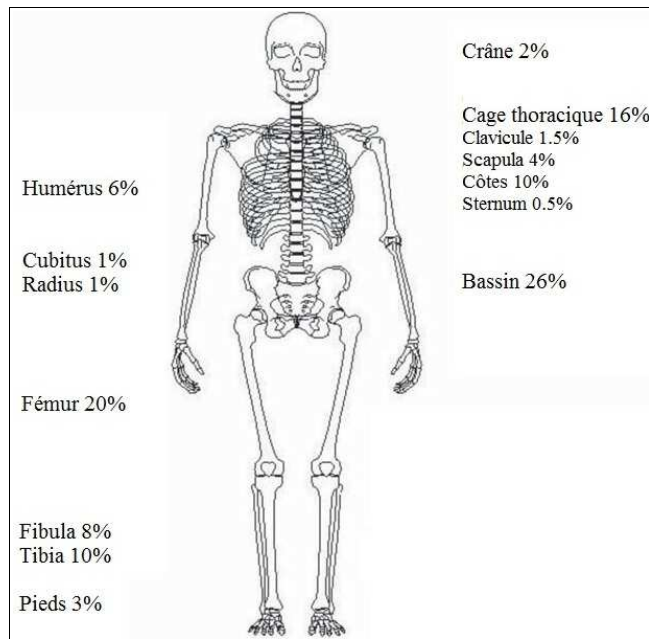 Crâne 2%
Cage thoracique 16%
Clavicule 1.5%
Scapula 4%
Côtes 10%
Sternum 0.5%
Humérus 6%
Cubitus 1%
Radius 1%
Bassin 26%
Fémur 20%
Fibula 8%
Tibia 10%
Pieds 3%